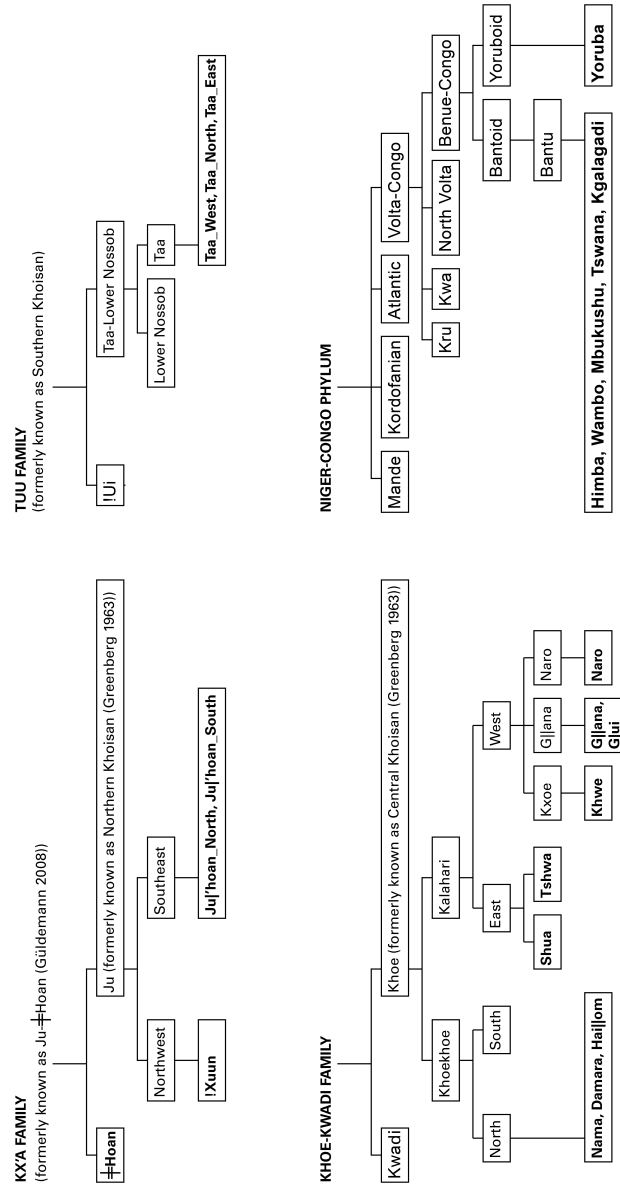 KX'A FAMILY
(formerly known as Ju-ǂHoan (Güldemann 2008))
ǂHoan
Ju (formerly known as Northern Khoisan (Greenberg 1963))
Northwest
Southeast
!Xuun
Ju|'hoan_North, Ju|'hoan_South
TUU FAMILY
(formerly known as Southern Khoisan)
!Ui
Taa-Lower Nossob
Lower Nossob
Taa
Taa_West, Taa_North, Taa_East
KHOE-KWADI FAMILY
Kwadi
Khoe (formerly known as Central Khoisan (Greenberg 1963))
Khoekhoe
Kalahari
North
South
East
West
Shua
Tshwa
Kxoe
G||ana
Naro
Nama, Damara, Hai||om
Khwe
G||ana,
G|ui
Naro
NIGER-CONGO PHYLUM
Mande
Kordofanian
Atlantic
Volta-Congo
Kru
Kwa
North Volta
Benue-Congo
Bantoid
Yoruboid
Bantu
Himba, Wambo, Mbukushu, Tswana, Kgalagadi
Yoruba